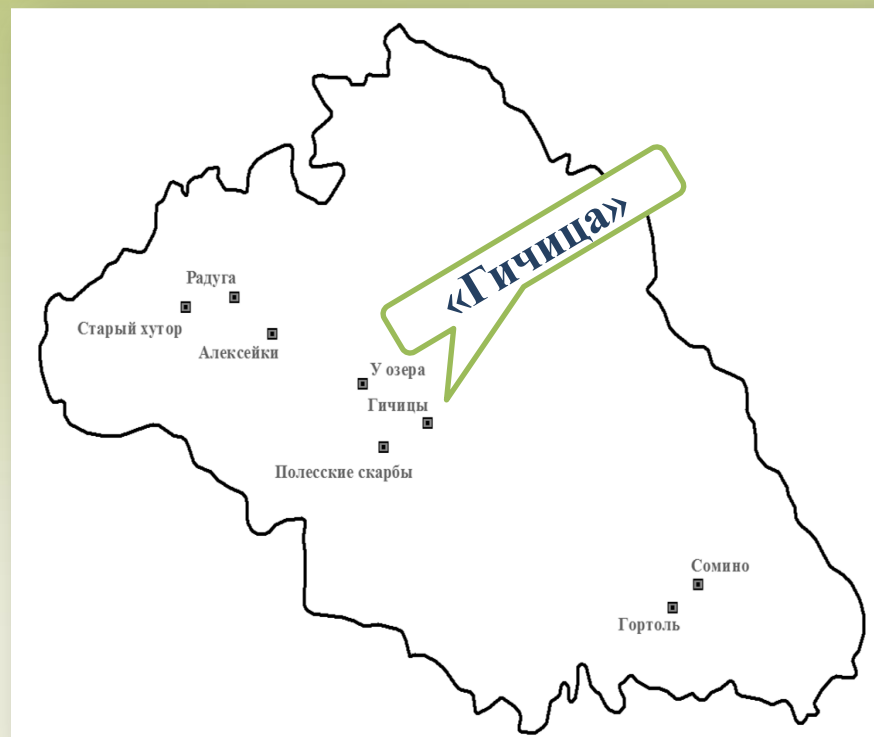 «Гичица»
Радуга
Старый хутор
Алексейки
У озера
Гичицы
Полесские скарбы
Сомино
Гортоль